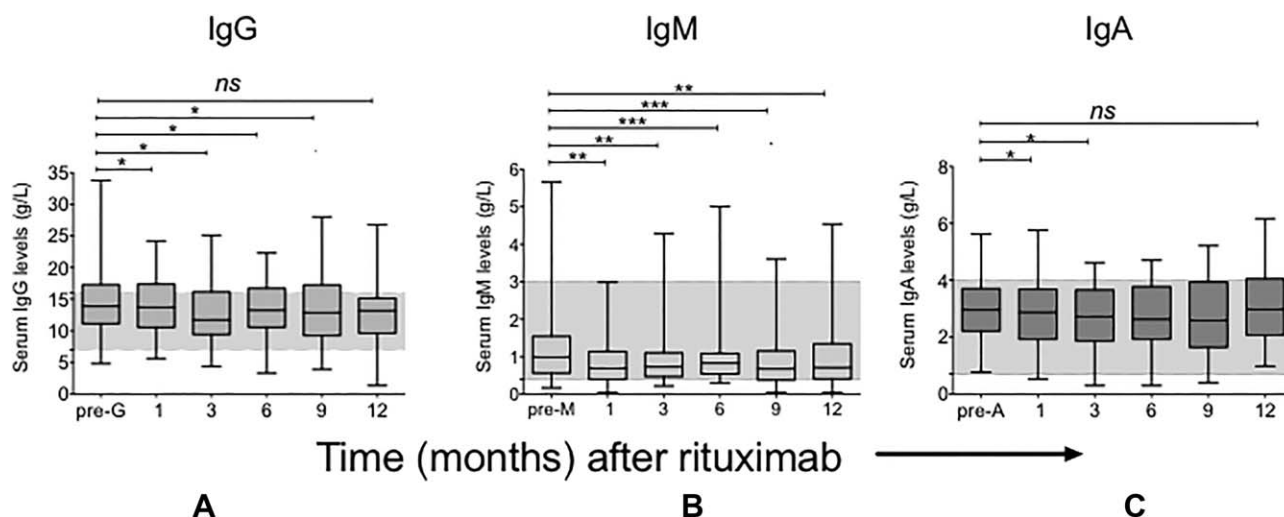 IgG
IgM
IgA
ns
*
*
*
*
**
***
***
**
**
ns
*
*
Serum IgG levels (g/L)
35
30
25
20
15
10
5
0
pre-G 1 3 6 9 12
Serum IgM levels (g/L)
6
5
4
3
2
1
0
pre-M 1 3 6 9 12
Serum IgA levels (g/L)
8
6
4
2
0
pre-A 1 3 6 9 12
Time (months) after rituximab
A
B
C